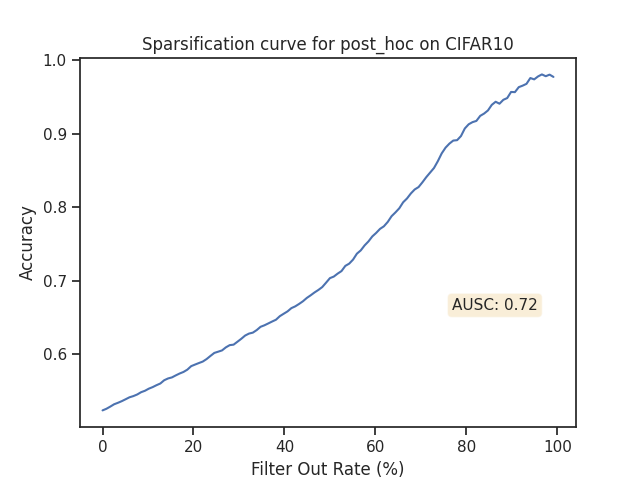 Sparsification curve for post_hoc on CIFAR10
1.0
0.9
0.8
0.7
0.6
Accuracy
AUSC: 0.72
0 20 40 60 80 100
Filter Out Rate (%)